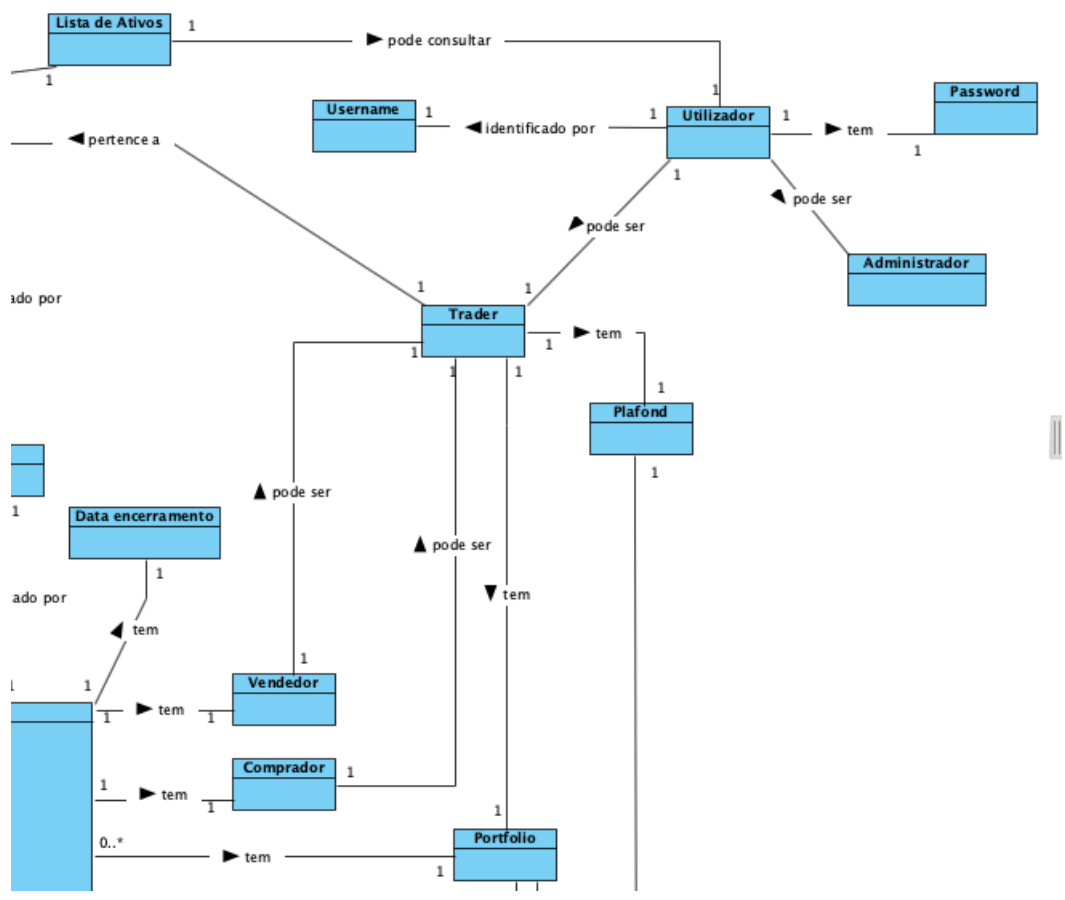 Lista de Ativos
1
pode consultar
1
1
Username
1
identificado por
1
Utilizador
1
tem
1
Password
pertence a
1
pode ser
pode ser
Administrador
ado por
1
1
Trader
1
1
1
1
tem
1
Plafond
1
pode ser
1
Data encerramento
1
pode ser
tem
ado por
tem
1
1
1
Vendedor
1
tem
1
Comprador
1
1
tem
1
1
Portfolio
0..*
tem
1